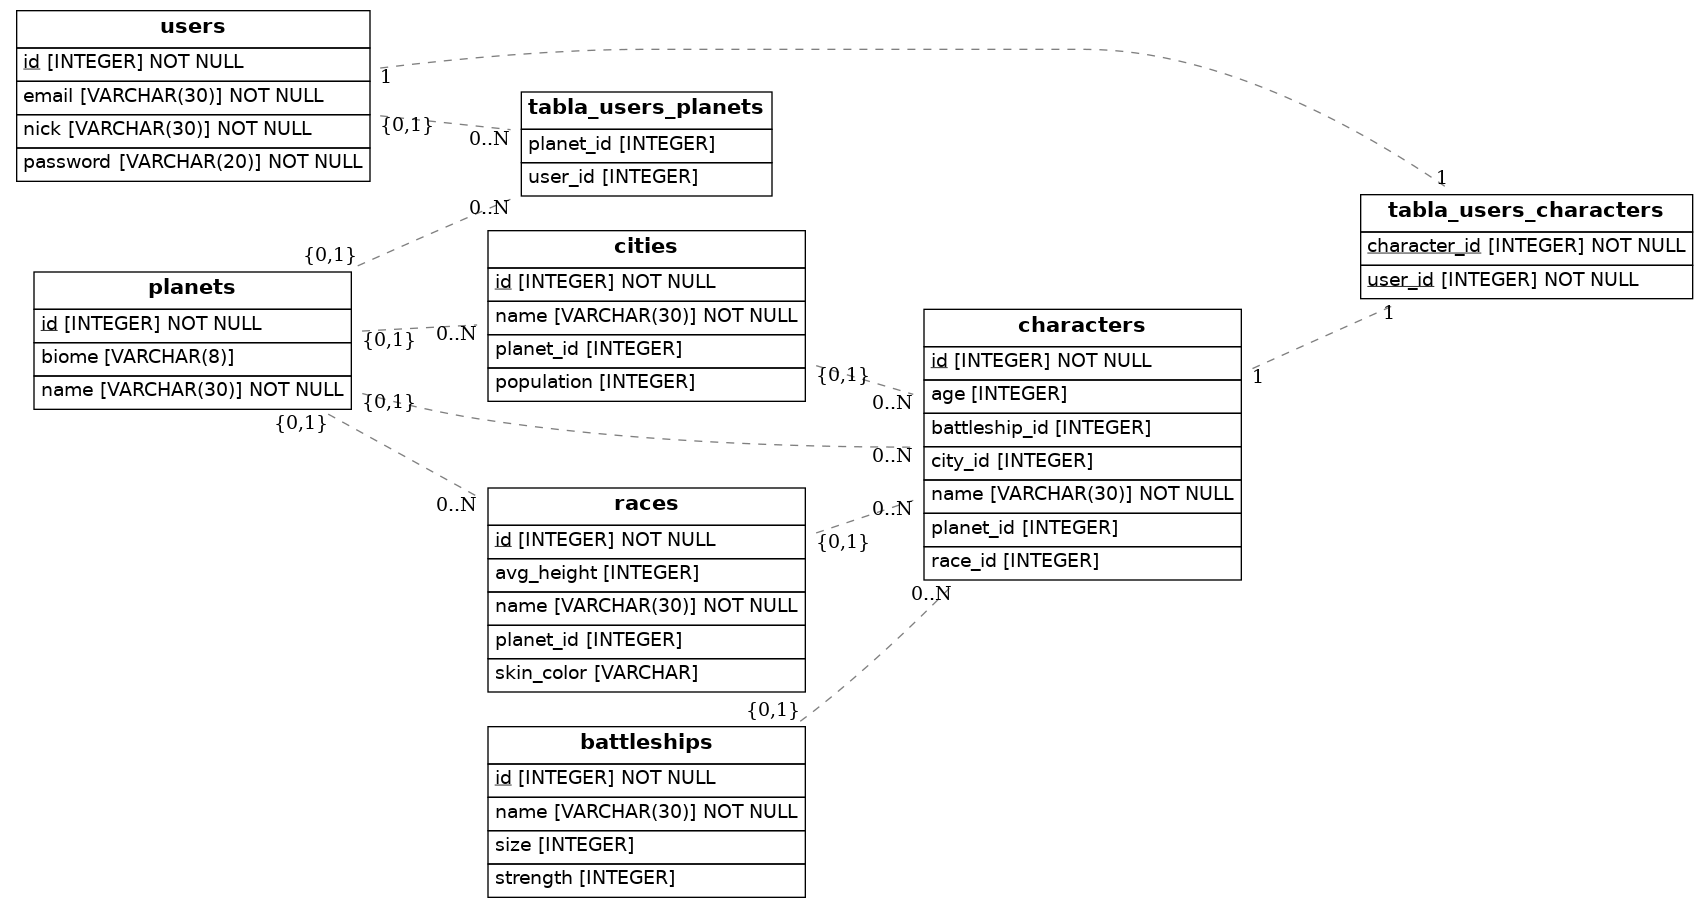 users
id [INTEGER] NOT NULL
email [VARCHAR(30)] NOT NULL
nick [VARCHAR(30)] NOT NULL
password [VARCHAR(20)] NOT NULL
1
{0,1}
0..N
tabla_users_planets
planet_id [INTEGER]
user_id [INTEGER]
0..N
{0,1}
1
tabla_users_characters
character_id [INTEGER] NOT NULL
user_id [INTEGER] NOT NULL
1
planets
id [INTEGER] NOT NULL
biome [VARCHAR(8)]
name [VARCHAR(30)] NOT NULL
{0,1}
0..N
{0,1}
{0,1}
cities
id [INTEGER] NOT NULL
name [VARCHAR(30)] NOT NULL
planet_id [INTEGER]
population [INTEGER]
{0,1}
0..N
0..N
0..N
characters
id [INTEGER] NOT NULL
age [INTEGER]
battleship_id [INTEGER]
city_id [INTEGER]
name [VARCHAR(30)] NOT NULL
planet_id [INTEGER]
race_id [INTEGER]
1
0..N
0..N
races
id [INTEGER] NOT NULL
avg_height [INTEGER]
name [VARCHAR(30)] NOT NULL
planet_id [INTEGER]
skin_color [VARCHAR]
{0,1}
{0,1}
battleships
id [INTEGER] NOT NULL
name [VARCHAR(30)] NOT NULL
size [INTEGER]
strength [INTEGER]